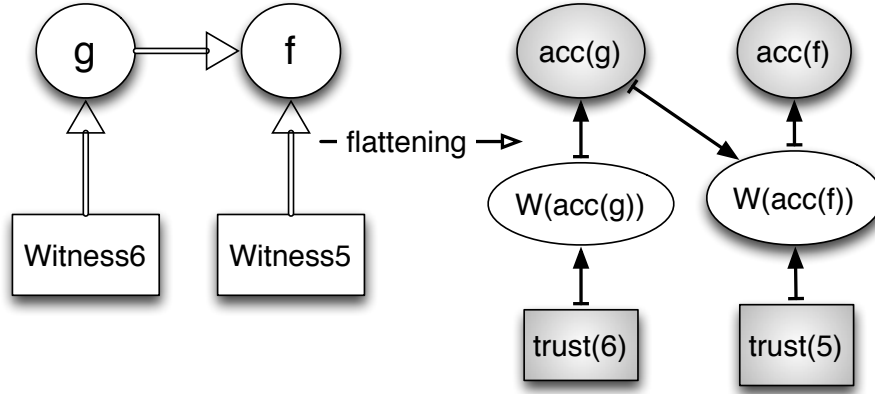 g
f
acc(g)
acc(f)
flattening
W(acc(g))
W(acc(f))
Witness6
Witness5
trust(6)
trust(5)